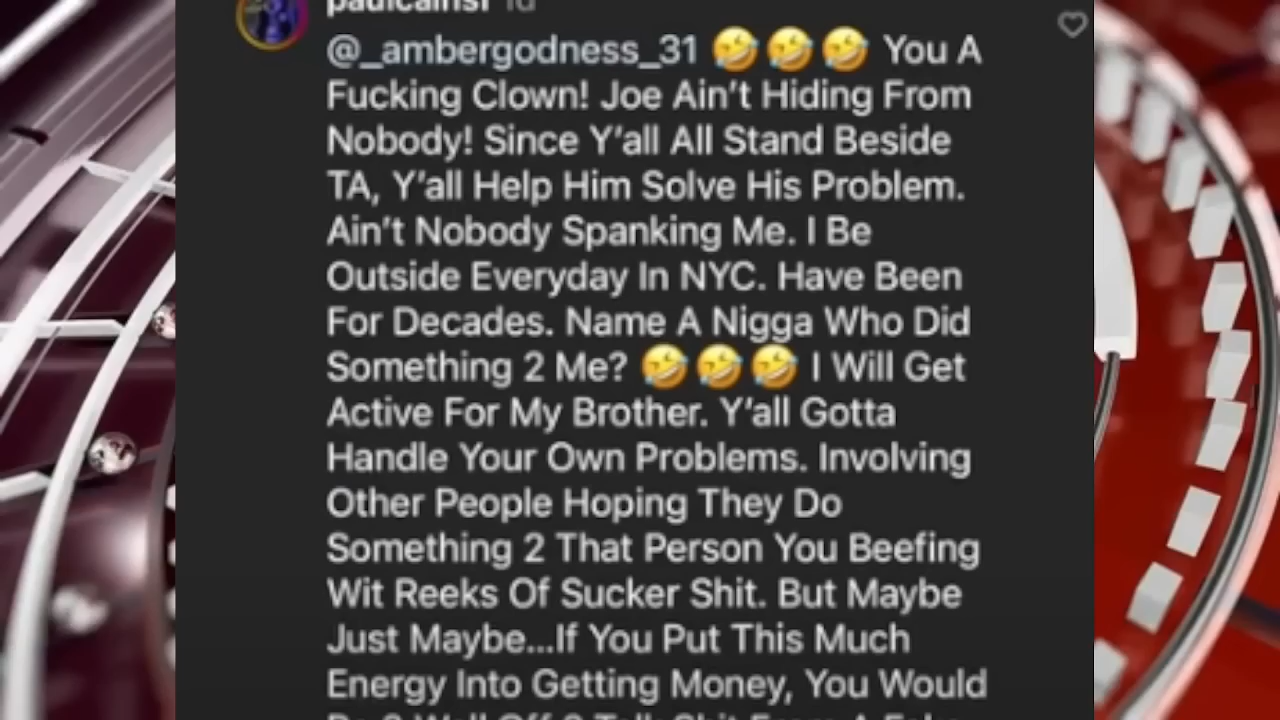 paulcainsr 1d
@_ambergodness_31 🤣🤣🤣 You A
Fucking Clown! Joe Ain't Hiding From
Nobody! Since Y'all All Stand Beside
TA, Y'all Help Him Solve His Problem.
Ain't Nobody Spanking Me. I Be
Outside Everyday In NYC. Have Been
For Decades. Name A Nigga Who Did
Something 2 Me? 🤣🤣🤣 I Will Get
Active For My Brother. Y'all Gotta
Handle Your Own Problems. Involving
Other People Hoping They Do
Something 2 That Person You Beefing
Wit Reeks Of Sucker Shit. But Maybe
Just Maybe...If You Put This Much
Energy Into Getting Money, You Would